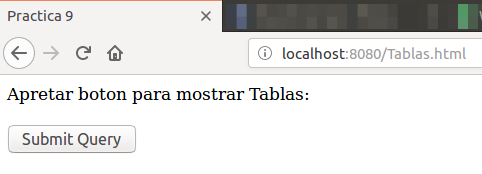 Practica 9
localhost:8080/Tablas.html
Apretar boton para mostrar Tablas:
Submit Query